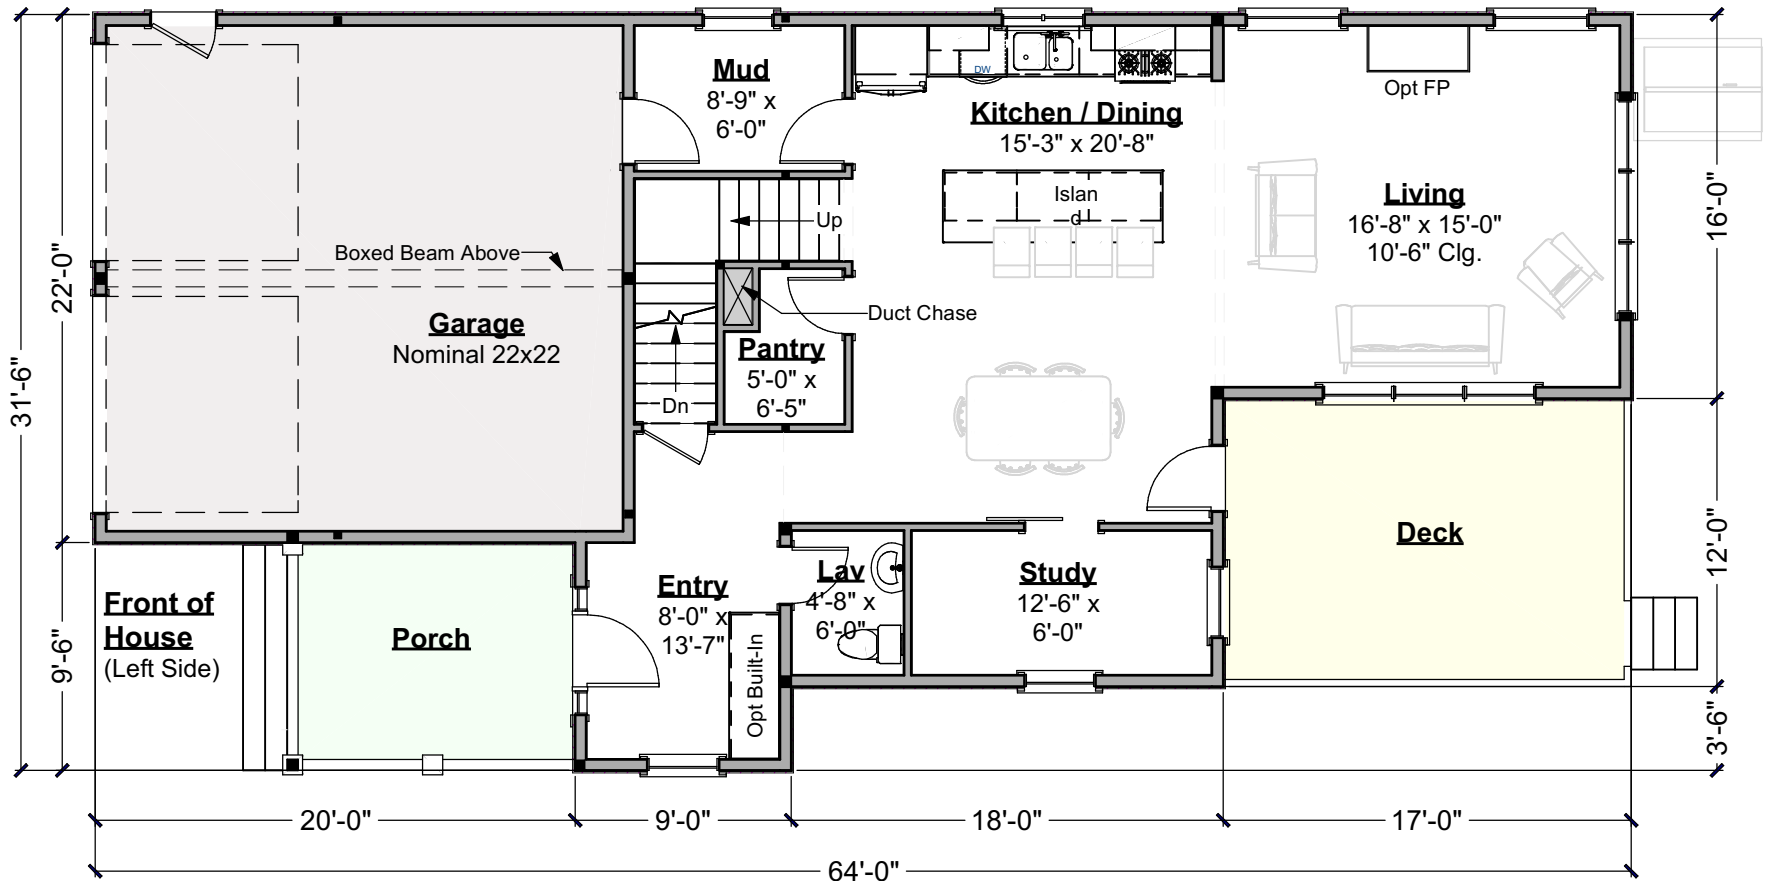 Mud
8'-9" x
6'-0"
DW
Kitchen / Dining
15'-3" x 20'-8"
Opt FP
Living
16'-8" x 15'-0"
10'-6" Clg.
Islan
d
Up
Boxed Beam Above
Garage
Nominal 22x22
Duct Chase
Pantry
5'-0" x
6'-5"
Dn
Deck
Front of
House
(Left Side)
Porch
Entry
8'-0" x
13'-7"
Opt Built-In
Lav
4'-8" x
6'-0"
Study
12'-6" x
6'-0"
31'-6"
22'-0"
9'-6"
16'-0"
12'-0"
3'-6"
20'-0"
9'-0"
18'-0"
17'-0"
64'-0"